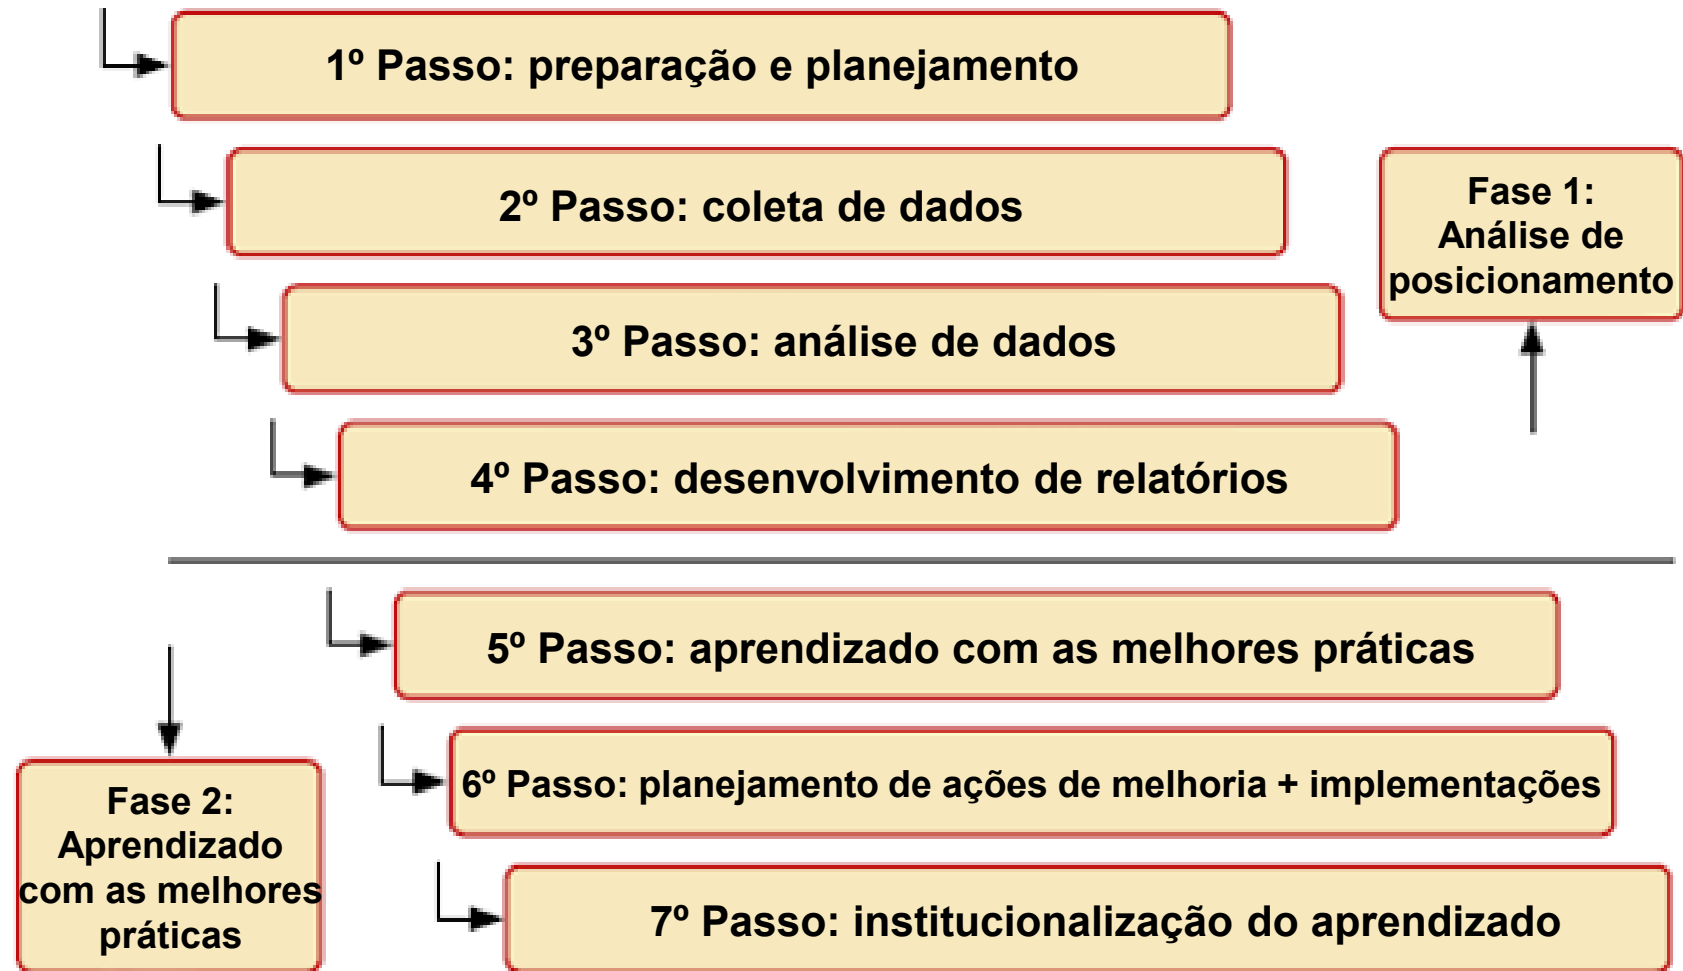 1º Passo: preparação e planejamento
2º Passo: coleta de dados
Fase 1:
Análise de
posicionamento
3º Passo: análise de dados
4º Passo: desenvolvimento de relatórios
5º Passo: aprendizado com as melhores práticas
6º Passo: planejamento de ações de melhoria + implementações
Fase 2:
Aprendizado
com as melhores
práticas
7º Passo: institucionalização do aprendizado